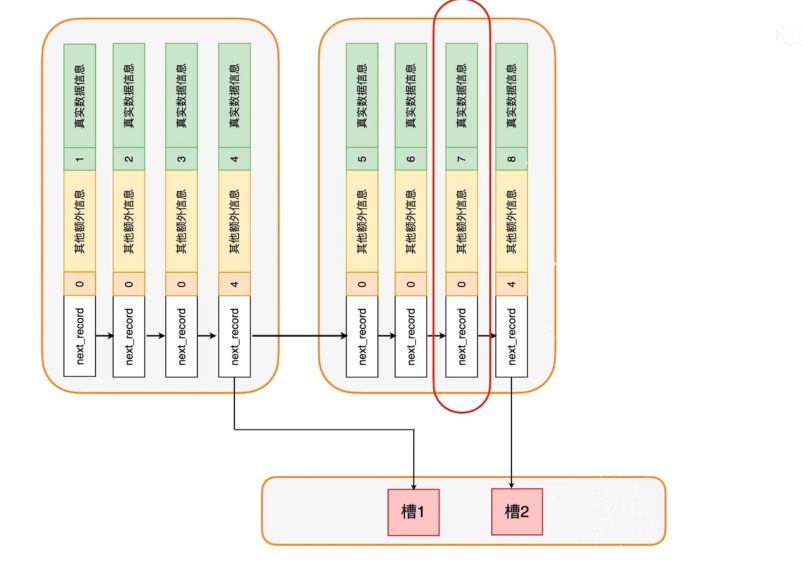 真实数据信息
真实数据信息
真实数据信息
真实数据信息
真实数据信息
真实数据信息
真实数据信息
真实数据信息
1
2
3
4
5
6
7
8
其他额外信息
其他额外信息
其他额外信息
其他额外信息
其他额外信息
其他额外信息
其他额外信息
其他额外信息
0
0
0
4
0
0
0
4
next_record
next_record
next_record
next_record
next_record
next_record
next_record
next_record
槽1
槽2